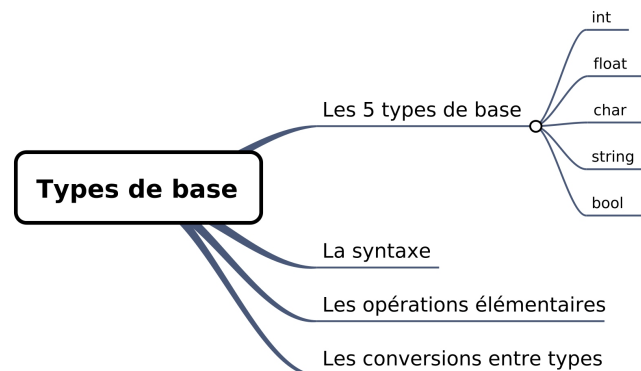 Types de base
Les 5 types de base
int
float
char
string
bool
La syntaxe
Les opérations élémentaires
Les conversions entre types